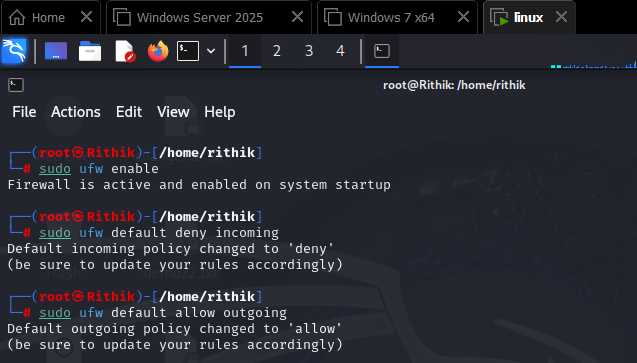 Home Windows Server 2025 Windows 7 x64 linux
1 2 3 4
root@Rithik: /home/rithik
File Actions Edit View Help
┌──(root㉿Rithik)-[/home/rithik]
└─# sudo ufw enable
Firewall is active and enabled on system startup
┌──(root㉿Rithik)-[/home/rithik]
└─# sudo ufw default deny incoming
Default incoming policy changed to 'deny'
(be sure to update your rules accordingly)
┌──(root㉿Rithik)-[/home/rithik]
└─# sudo ufw default allow outgoing
Default outgoing policy changed to 'allow'
(be sure to update your rules accordingly)